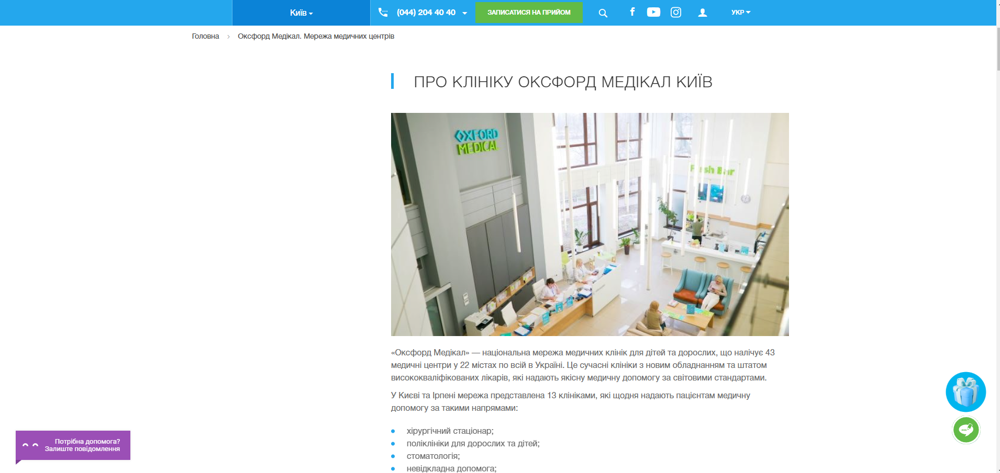 Київ
(044) 204 40 40
ЗАПИСАТИСЯ НА ПРИЙОМ
УКР
Головна
Оксфорд Медікал. Мережа медичних центрів
ПРО КЛІНІКУ ОКСФОРД МЕДІКАЛ КИЇВ
OXFORD
MEDICAL
Fresh Bar
«Оксфорд Медікал» — національна мережа медичних клінік для дітей та дорослих, що налічує 43
медичні центри у 22 містах по всій в Україні. Це сучасні клініки з новим обладнанням та штатом
висококваліфікованих лікарів, які надають якісну медичну допомогу за світовими стандартами.
У Києві та Ірпені мережа представлена 13 клініками, які щодня надають пацієнтам медичну
допомогу за такими напрямами:
хірургічний стаціонар;
поліклініки для дорослих та дітей;
стоматологія;
невідкладна допомога;
Потрібна допомога?
Залиште повідомлення